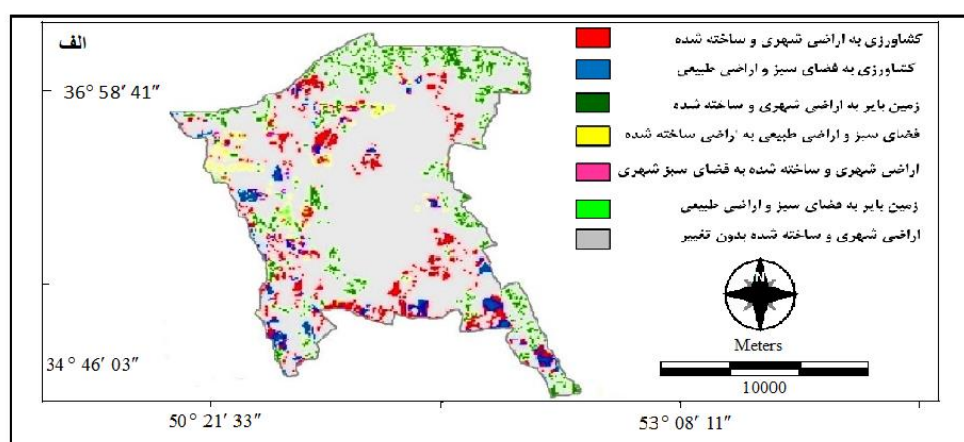 الف
36° 58′ 41″
34° 46′ 03″
50° 21′ 33″
53° 08′ 11″
کشاورزی به اراضی شهری و ساخته شده
کشاورزی به فضای سبز و اراضی طبیعی
زمین بایر به اراضی شهری و ساخته شده
فضای سبز و اراضی طبیعی به اراضی ساخته شده
اراضی شهری و ساخته شده به فضای سبز شهری
زمین بایر به فضای سبز و اراضی طبیعی
اراضی شهری و ساخته شده بدون تغییر
N
Meters
10000